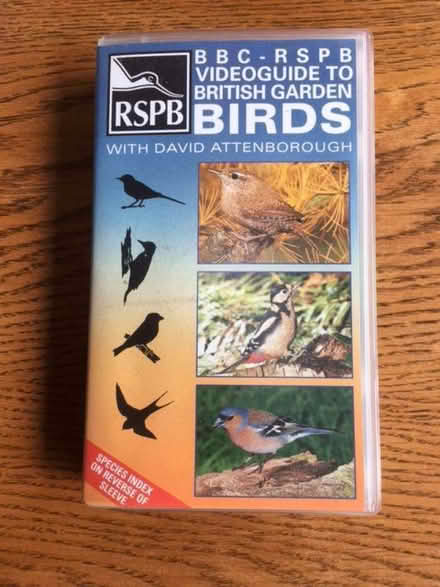 BBC-RSPB
VIDEOGUIDE TO
BRITISH GARDEN
BIRDS
RSPB
WITH DAVID ATTENBOROUGH
SPECIES INDEX
ON REVERSE OF
SLEEVE